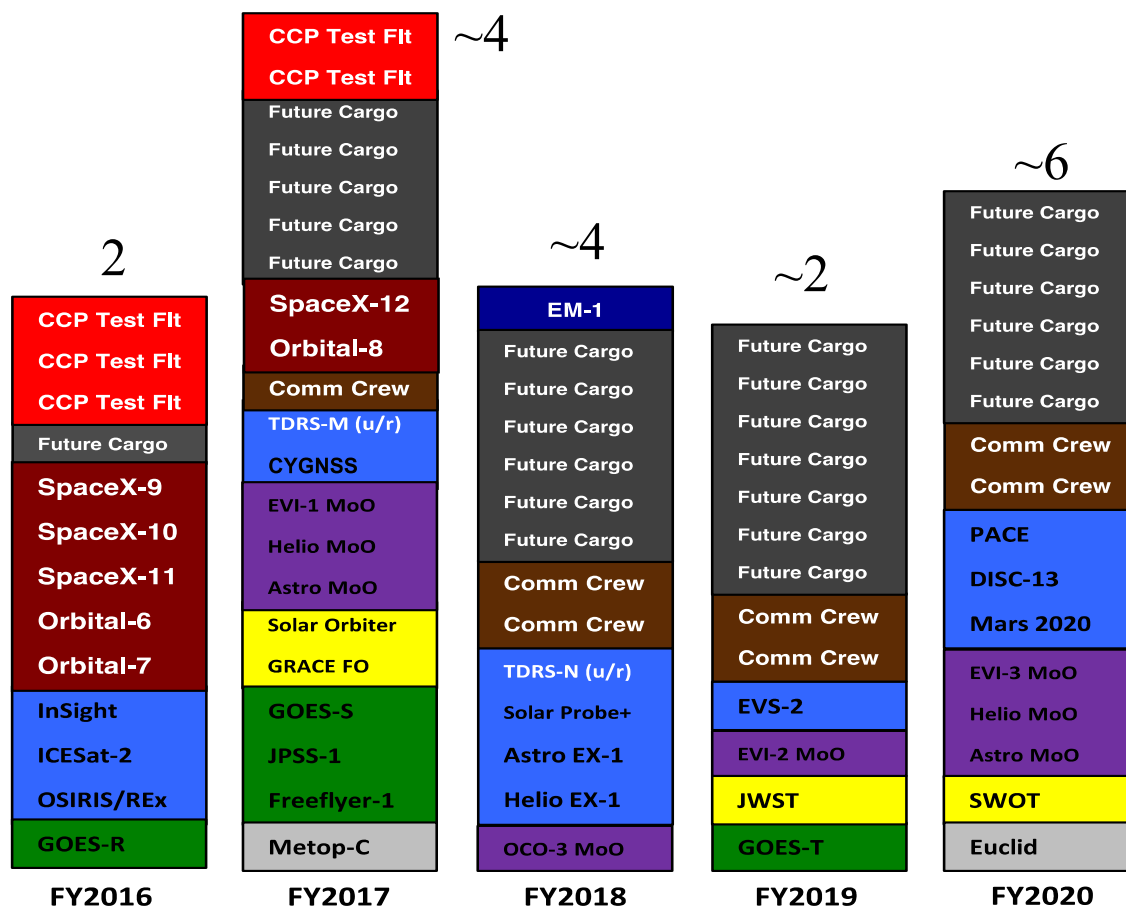 2
CCP Test Flt
CCP Test Flt
CCP Test Flt
Future Cargo
SpaceX-9
SpaceX-10
SpaceX-11
Orbital-6
Orbital-7
InSight
ICESat-2
OSIRIS/REx
GOES-R
FY2016
~4
CCP Test Flt
CCP Test Flt
Future Cargo
Future Cargo
Future Cargo
Future Cargo
Future Cargo
SpaceX-12
Orbital-8
Comm Crew
TDRS-M (u/r)
CYGNSS
EVI-1 MoO
Helio MoO
Astro MoO
Solar Orbiter
GRACE FO
GOES-S
JPSS-1
Freeflyer-1
Metop-C
FY2017
~4
EM-1
Future Cargo
Future Cargo
Future Cargo
Future Cargo
Future Cargo
Future Cargo
Comm Crew
Comm Crew
TDRS-N (u/r)
Solar Probe+
Astro EX-1
Helio EX-1
OCO-3 MoO
FY2018
~2
Future Cargo
Future Cargo
Future Cargo
Future Cargo
Future Cargo
Future Cargo
Future Cargo
Comm Crew
Comm Crew
EVS-2
EVI-2 MoO
JWST
GOES-T
FY2019
~6
Future Cargo
Future Cargo
Future Cargo
Future Cargo
Future Cargo
Future Cargo
Comm Crew
Comm Crew
PACE
DISC-13
Mars 2020
EVI-3 MoO
Helio MoO
Astro MoO
SWOT
Euclid
FY2020